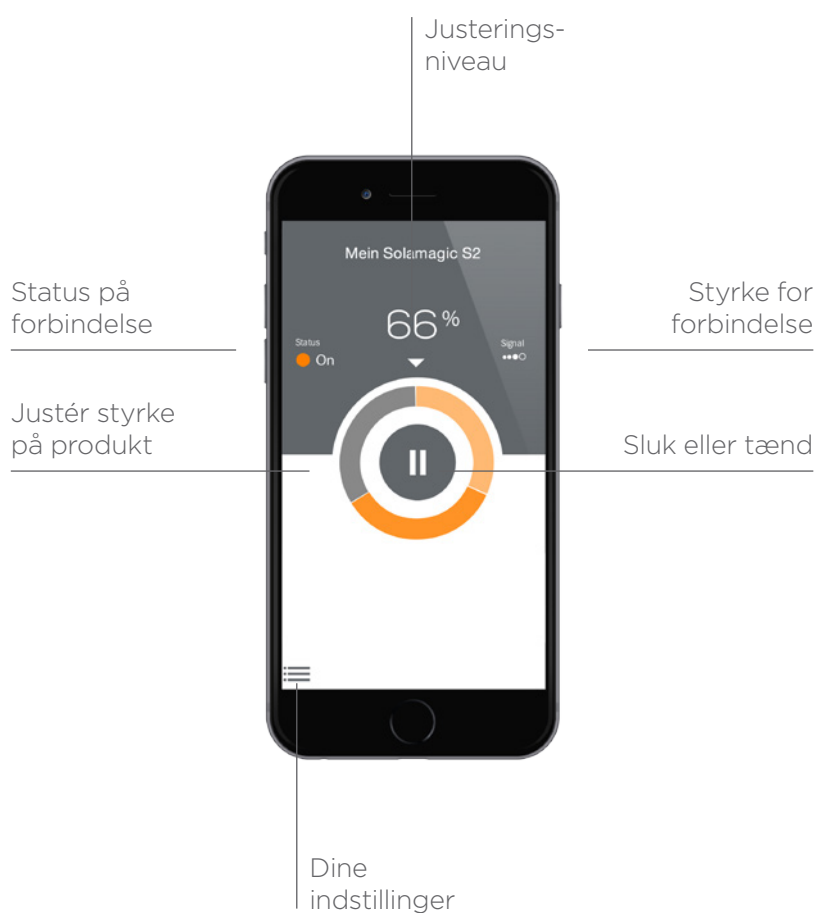 Justerings-
niveau
Mein Solamagic S2
Status på
forbindelse
66%
Styrke for
forbindelse
Status
On
Signal
Justér styrke
på produkt
Sluk eller tænd
Dine
indstillinger